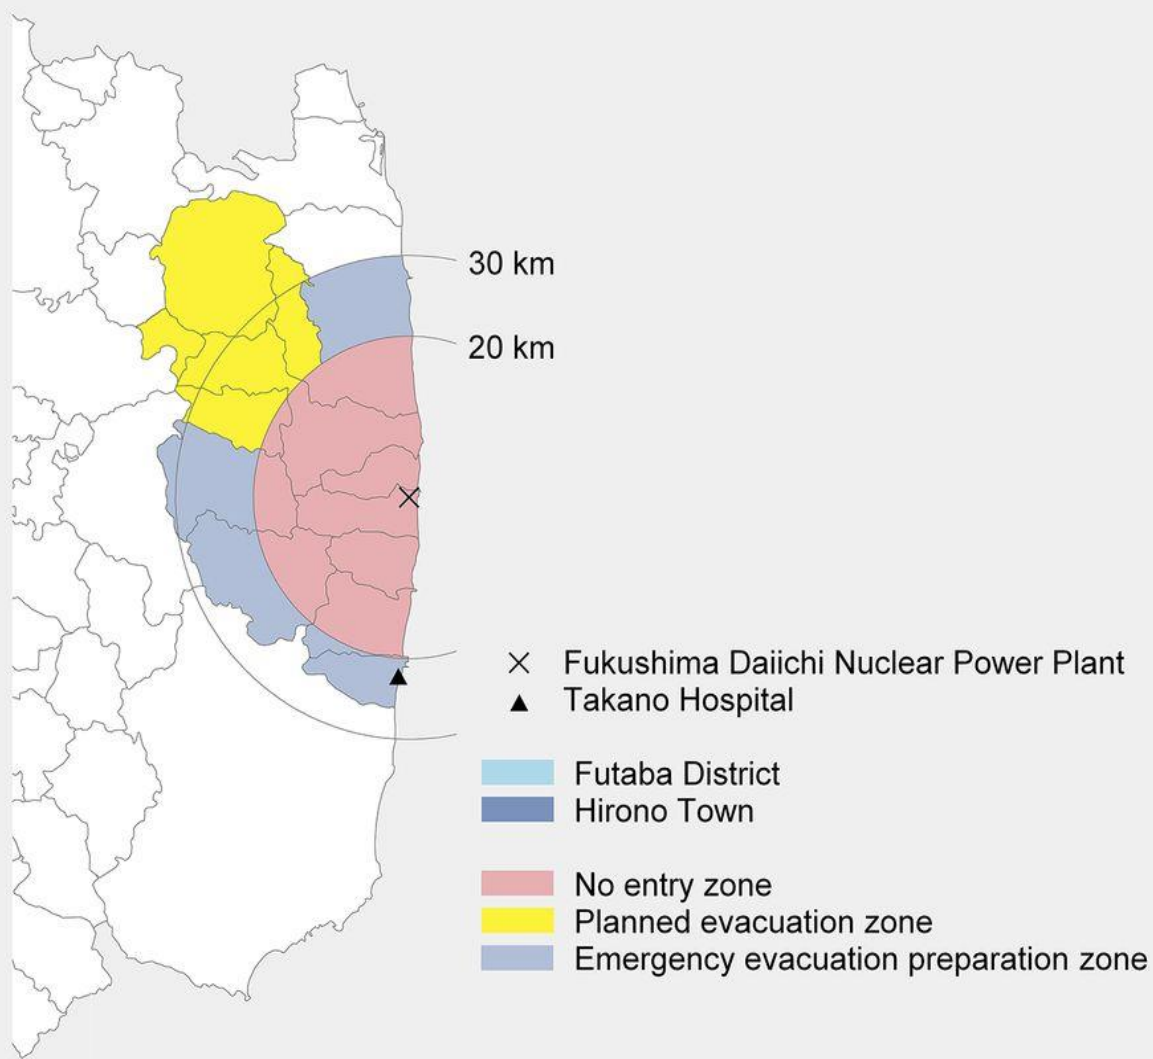 30 km
20 km
Fukushima Daiichi Nuclear Power Plant
Takano Hospital
Futaba District
Hirono Town
No entry zone
Planned evacuation zone
Emergency evacuation preparation zone